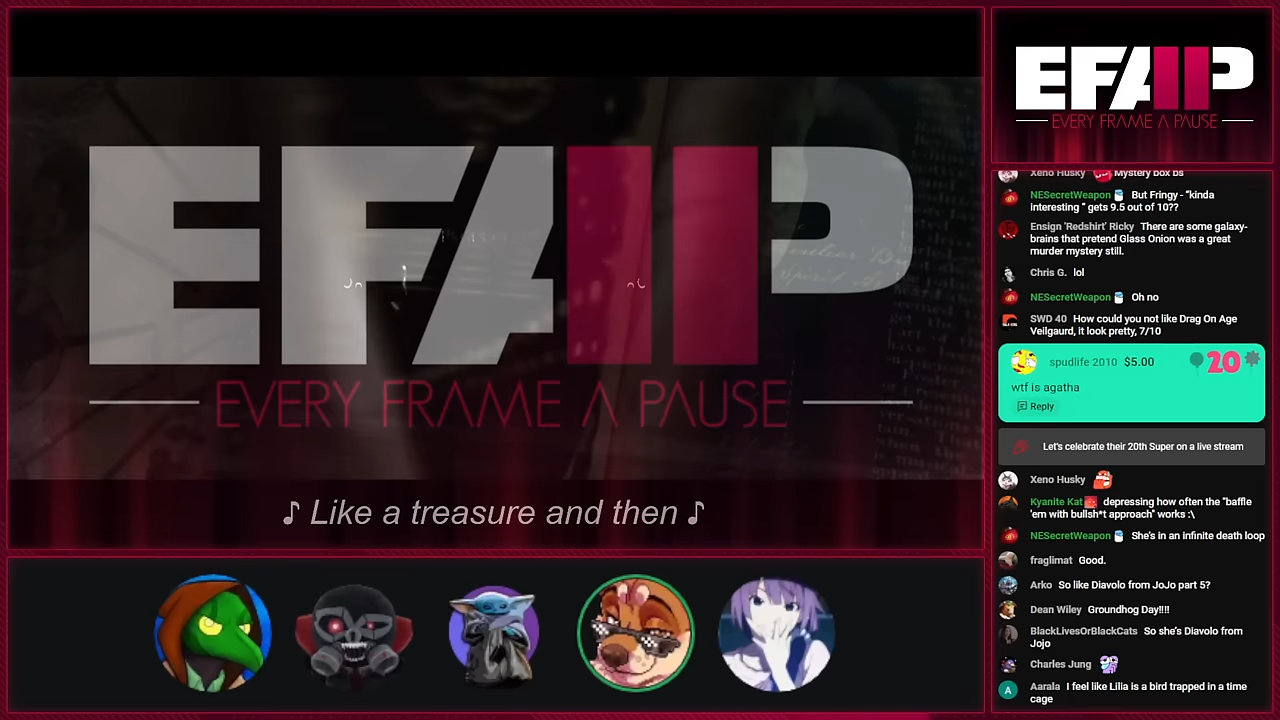 EFAP
EVERY FRAME A PAUSE
♪ Like a treasure and then ♪
EFAP
EVERY FRAME A PAUSE
Xeno Husky Mystery box bs
NESecretWeapon But Fringy - "kinda
interesting " gets 9.5 out of 10??
Ensign 'Redshirt' Ricky There are some galaxy-
brains that pretend Glass Onion was a great
murder mystery still.
Chris G. lol
NESecretWeapon Oh no
SWD 40 How could you not like Drag On Age
Veilgaurd, it look pretty, 7/10
spudlife 2010 $5.00 20
wtf is agatha
Reply
Let's celebrate their 20th Super on a live stream
Xeno Husky
Kyanite Kat depressing how often the "baffle
'em with bullsh*t approach" works :\
NESecretWeapon She's in an infinite death loop
fraglimat Good.
Arko So like Diavolo from JoJo part 5?
Dean Wiley Groundhog Day!!!!
BlackLivesOrBlackCats So she's Diavolo from
Jojo
Charles Jung
A Aarala I feel like Lilia is a bird trapped in a time
cage